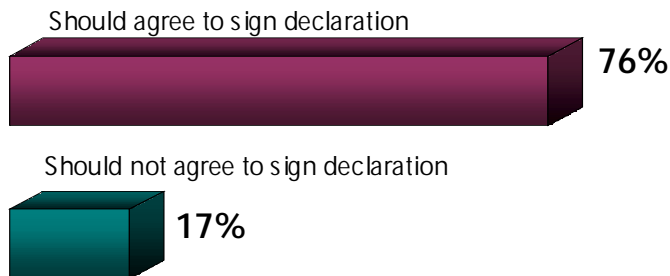 Should agree to sign declaration
76%
Should not agree to sign declaration
17%